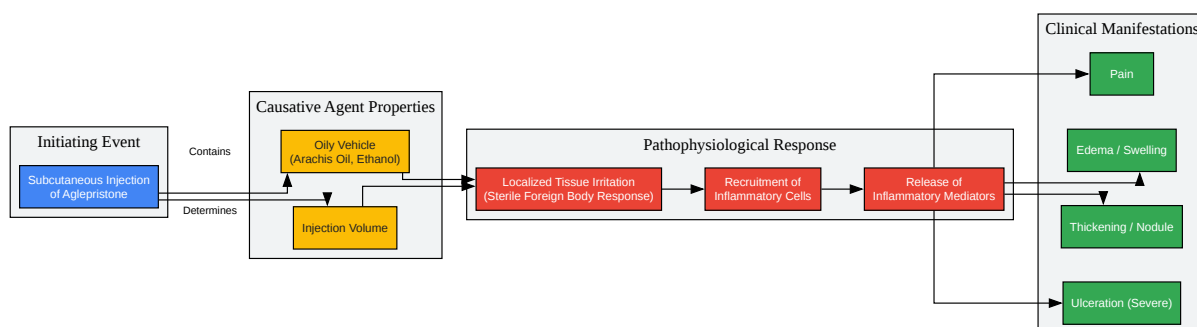 Initiating Event
Subcutaneous Injection
of Aglepristone
Contains
Determines
Causative Agent Properties
Oily Vehicle
(Arachis Oil, Ethanol)
Injection Volume
Pathophysiological Response
Localized Tissue Irritation
(Sterile Foreign Body Response)
Recruitment of
Inflammatory Cells
Release of
Inflammatory Mediators
Clinical Manifestations
Pain
Edema / Swelling
Thickening / Nodule
Ulceration (Severe)